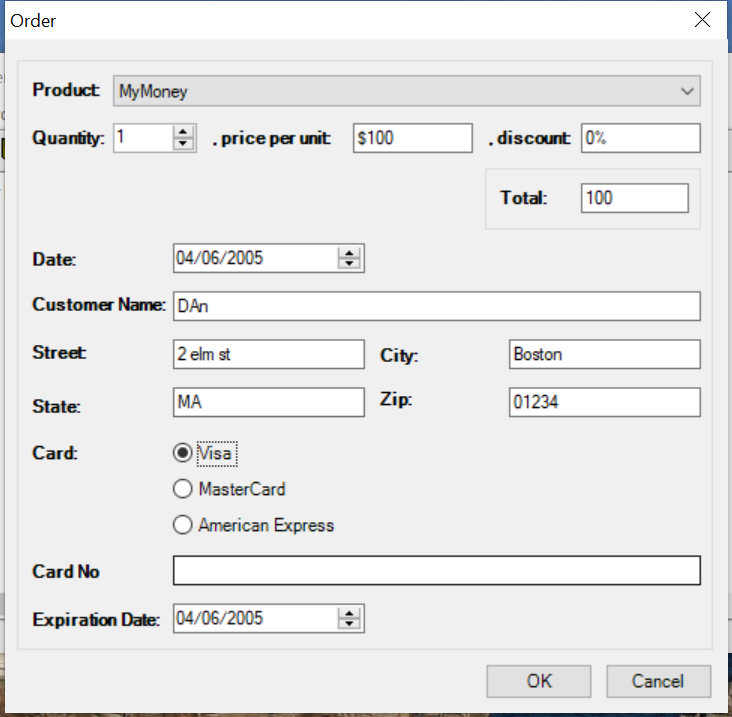 Order
Product: MyMoney
Quantity: 1 , price per unit: $100 , discount: 0%
Total: 100
Date: 04/06/2005
Customer Name: DAn
Street: 2 elm st City: Boston
State: MA Zip: 01234
Card: Visa
MasterCard
American Express
Card No
Expiration Date: 04/06/2005
OK Cancel